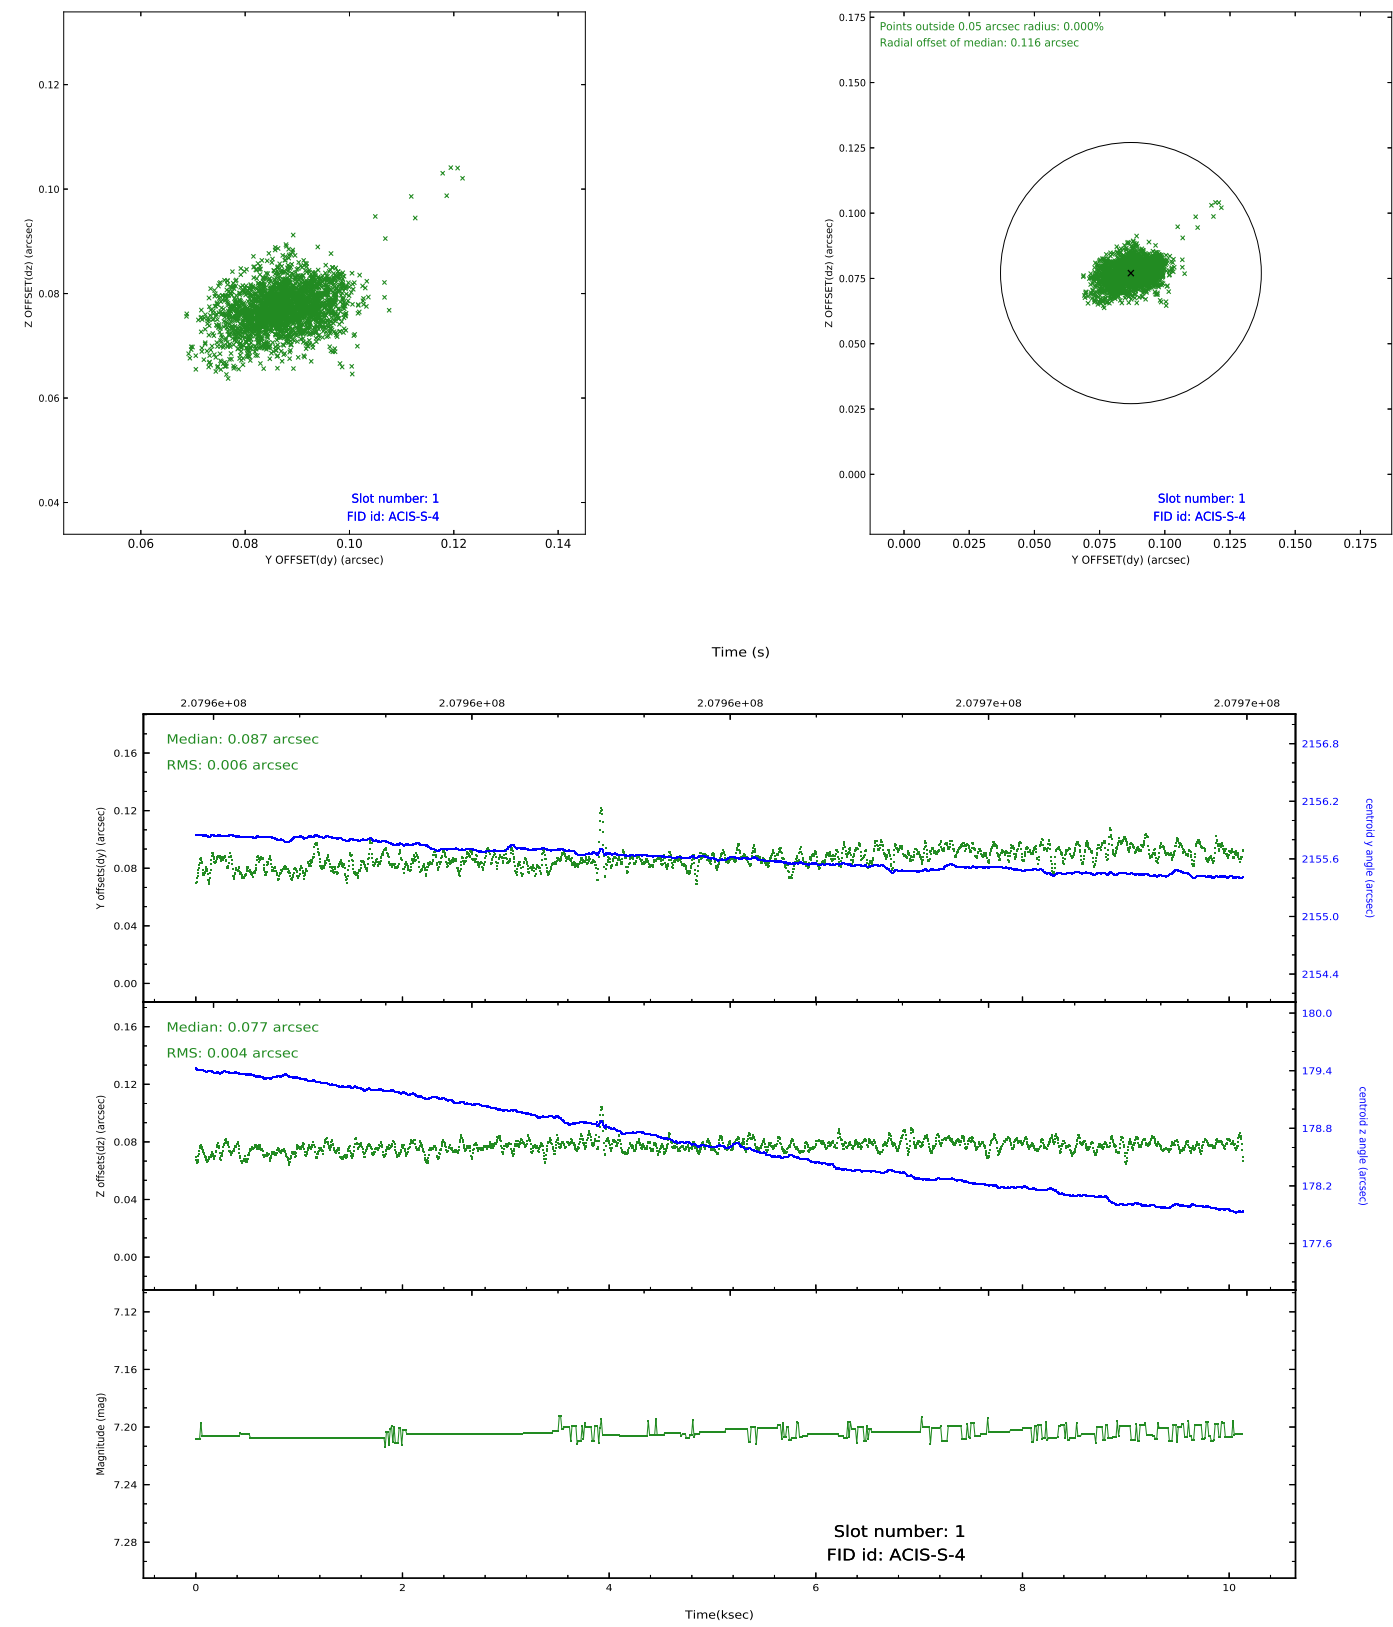 0.12
0.10
0.08
0.06
0.04
Z OFFSET(dz) (arcsec)
0.06 0.08 0.10 0.12 0.14
Y OFFSET(dy) (arcsec)
Slot number: 1
FID id: ACIS-S-4
Points outside 0.05 arcsec radius: 0.000%
Radial offset of median: 0.116 arcsec
0.175
0.150
0.125
0.100
0.075
0.050
0.025
0.000
Z OFFSET(dz) (arcsec)
Slot number: 1
FID id: ACIS-S-4
0.000 0.025 0.050 0.075 0.100 0.125 0.150 0.175
Y OFFSET(dy) (arcsec)
Time (s)
2.0796e+08 2.0796e+08 2.0796e+08 2.0797e+08 2.0797e+08
Median: 0.087 arcsec
RMS: 0.006 arcsec
0.16
0.12
0.08
0.04
0.00
Y offsets(dy) (arcsec)
2156.8
2156.2
2155.6
2155.0
2154.4
centroid y angle (arcsec)
Median: 0.077 arcsec
RMS: 0.004 arcsec
0.16
0.12
0.08
0.04
0.00
Z offsets(dz) (arcsec)
180.0
179.4
178.8
178.2
177.6
centroid z angle (arcsec)
7.12
7.16
7.20
7.24
7.28
Magnitude (mag)
Slot number: 1
FID id: ACIS-S-4
0 2 4 6 8 10
Time(ksec)